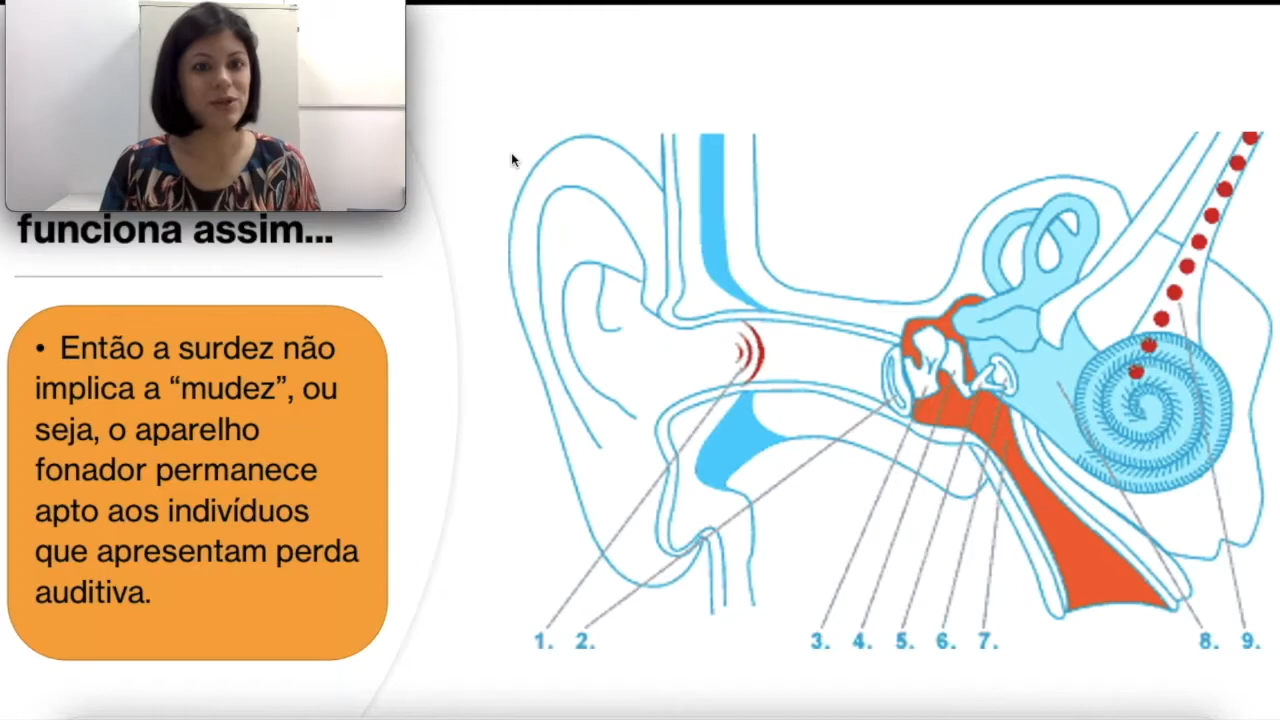 funciona assim...
• Então a surdez não
implica a “mudez”, ou
seja, o aparelho
fonador permanece
apto aos indivíduos
que apresentam perda
auditiva.
1. 2. 3. 4. 5. 6. 7. 8. 9.